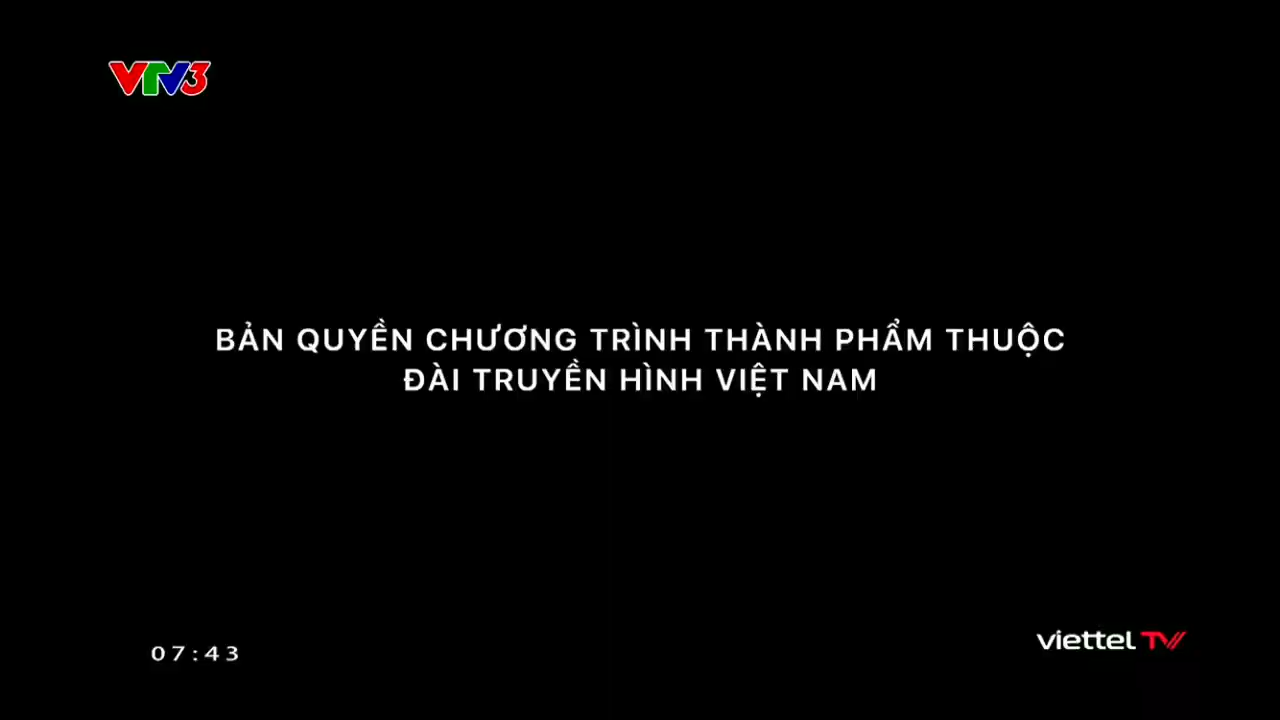 VTV3
BẢN QUYỀN CHƯƠNG TRÌNH THÀNH PHẨM THUỘC
ĐÀI TRUYỀN HÌNH VIỆT NAM
07:43
viettel TV